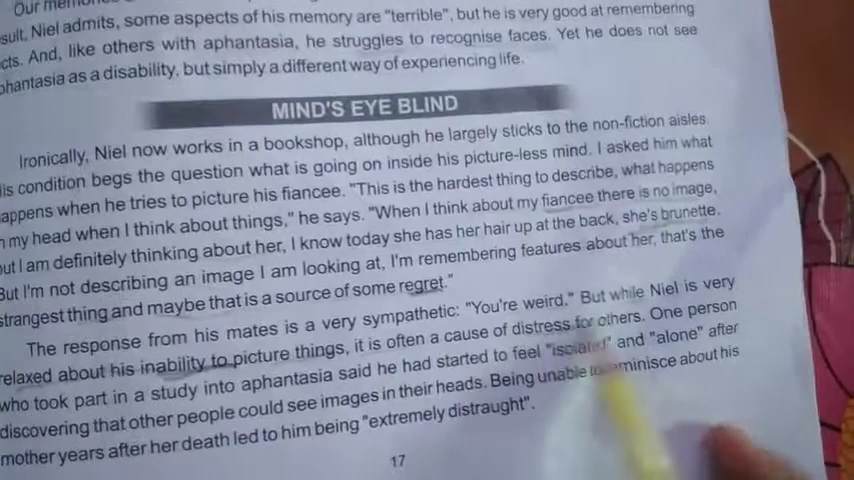 Our
sult, Niel admits, some aspects of his memory are "terrible", but he is very good at remembering
cts. And, like others with aphantasia, he struggles to recognise faces. Yet he does not see
phantasia as a disability, but simply a different way of experiencing life.
MIND'S EYE BLIND
Ironically, Niel now works in a bookshop, although he largely sticks to the non-fiction aisles.
is condition begs the question what is going on inside his picture-less mind. I asked him what
appens when he tries to picture his fiancee. "This is the hardest thing to describe, what happens
n my head when I think about things," he says. "When I think about my fiancee there is no image,
but I am definitely thinking about her, I know today she has her hair up at the back, she's brunette.
But I'm not describing an image I am looking at, I'm remembering features about her, that's the
strangest thing and maybe that is a source of some regret."
The response from his mates is a very sympathetic: "You're weird." But while Niel is very
relaxed about his inability to picture things, it is often a cause of distress for others. One person
who took part in a study into aphantasia said he had started to feel "isolated" and "alone" after
discovering that other people could see images in their heads. Being unable to reminisce about his
mother years after her death led to him being "extremely distraught".
17